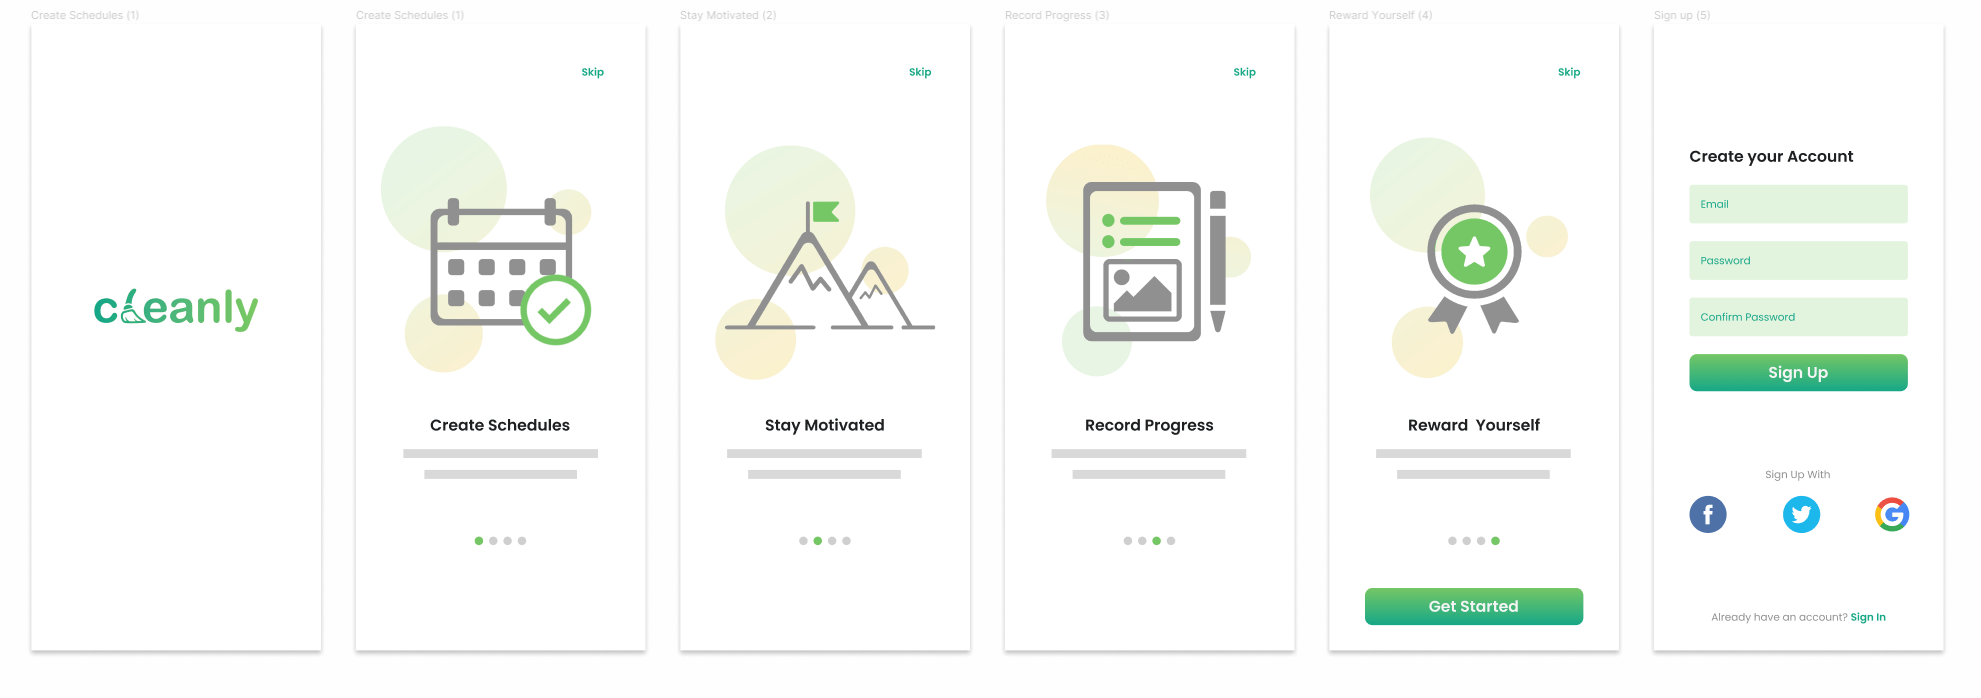 Create Schedules (1)
cleanly
Create Schedules (1)
Skip
Create Schedules
Stay Motivated (2)
Skip
Stay Motivated
Record Progress (3)
Skip
Record Progress
Reward Yourself (4)
Skip
Reward Yourself
Get Started
Sign up (5)
Create your Account
Email
Password
Confirm Password
Sign Up
Sign Up With
Already have an account? Sign In